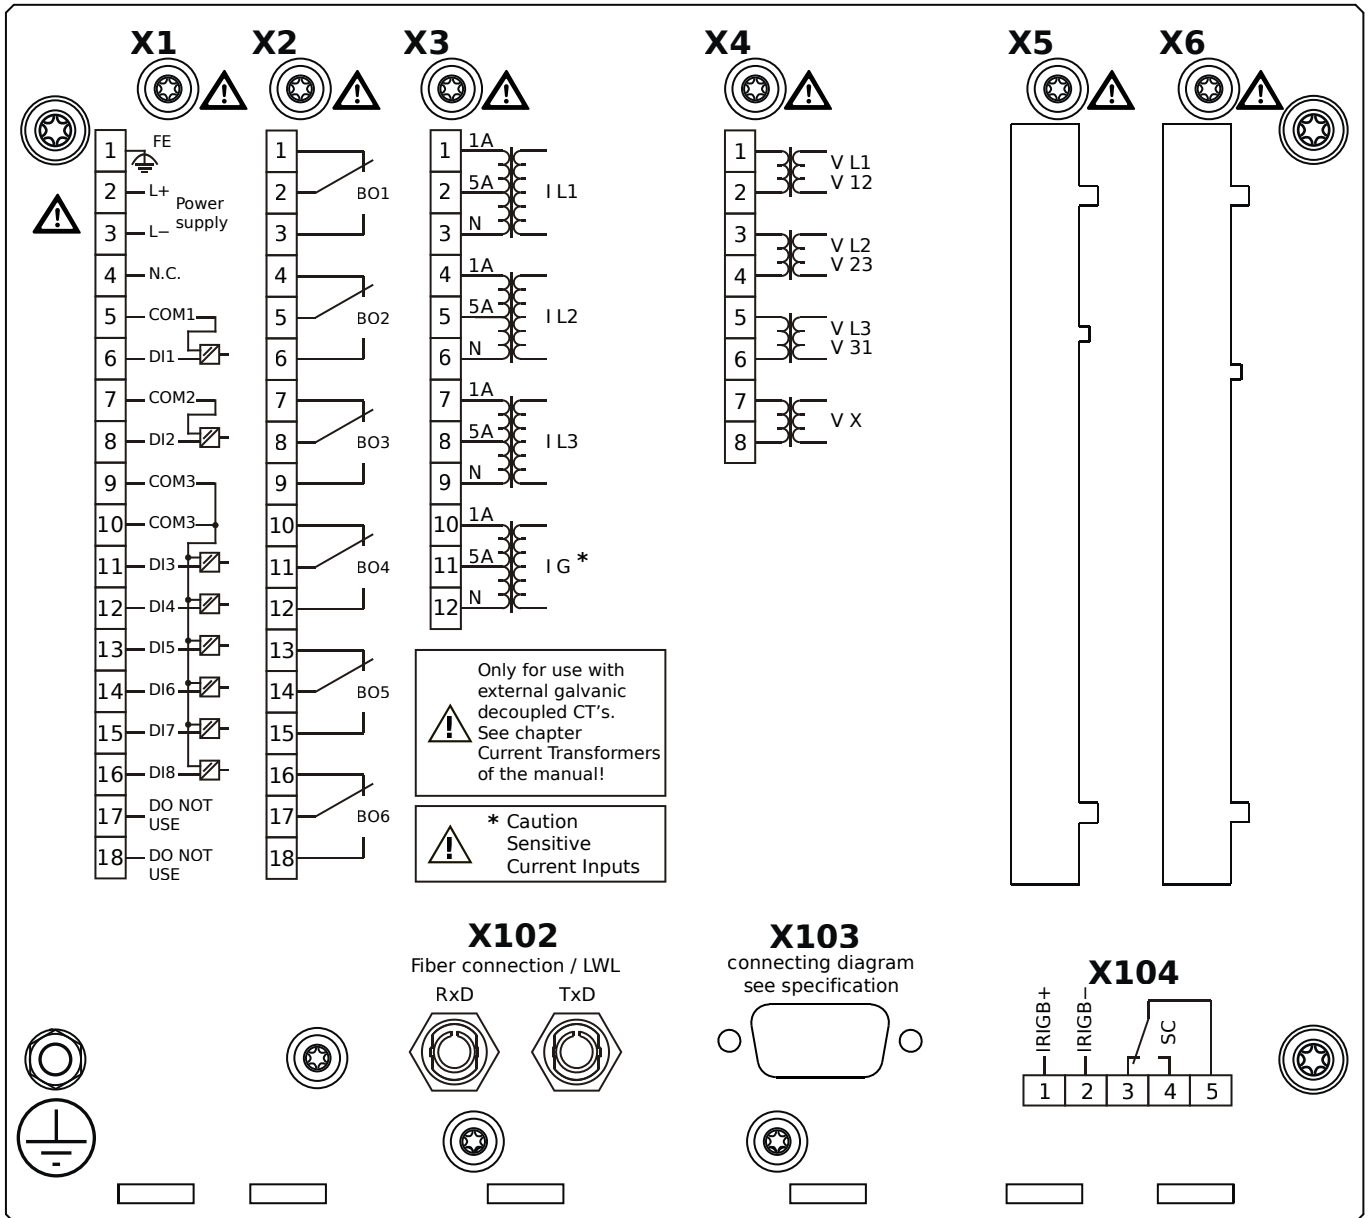 X1 X2 X3 X4 X5 X6
1 FE
2 L+
Power
supply
3 L−
4 N.C.
5 COM1
6 DI1
7 COM2
8 DI2
9 COM3
10 COM3
11 DI3
12 DI4
13 DI5
14 DI6
15 DI7
16 DI8
17 DO NOT
USE
18 DO NOT
USE
1
2 BO1
3
4
5 BO2
6
7
8 BO3
9
10
11 BO4
12
13
14 BO5
15
16
17 BO6
18
1 1A
2 5A I L1
3 N
4 1A
5 5A I L2
6 N
7 1A
8 5A I L3
9 N
10 1A
11 5A I G *
12 N
Only for use with
external galvanic
decoupled CT's.
See chapter
Current Transformers
of the manual!
* Caution
Sensitive
Current Inputs
1 V L1
2 V 12
3 V L2
4 V 23
5 V L3
6 V 31
7 V X
8
X102
Fiber connection / LWL
RxD TxD
X103
connecting diagram
see specification
X104
IRIGB+ IRIGB− SC
1 2 3 4 5